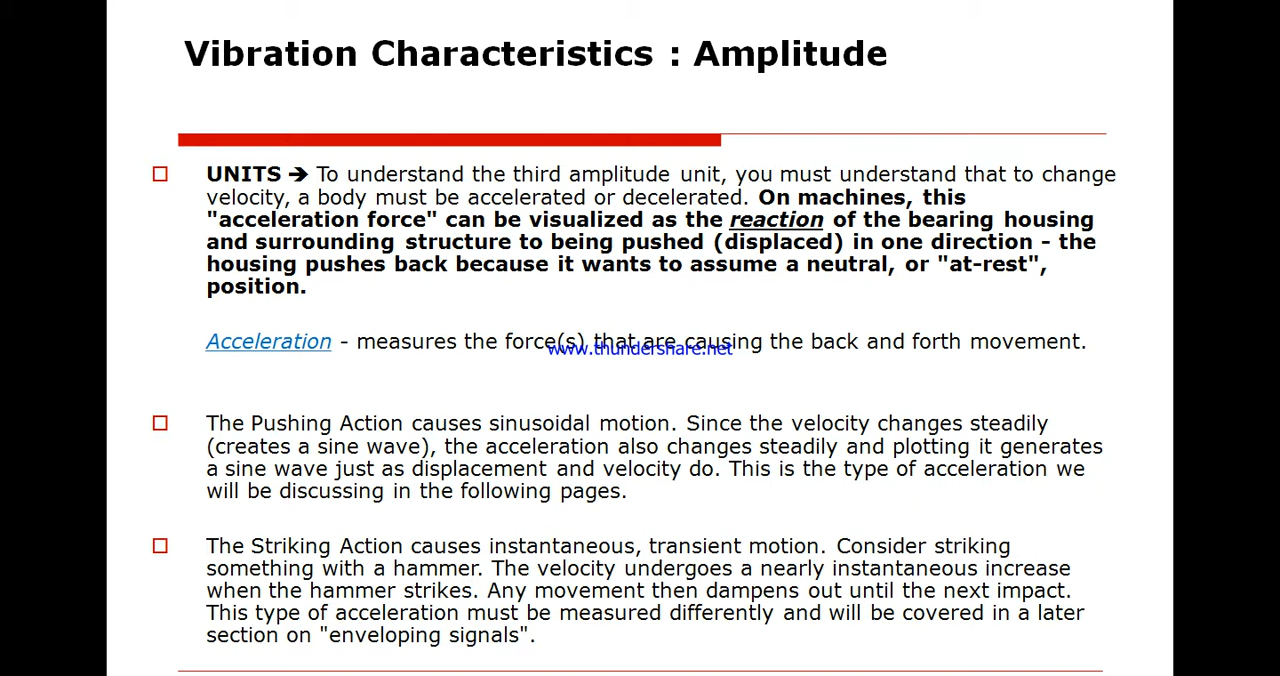 Vibration Characteristics : Amplitude
UNITS ➔ To understand the third amplitude unit, you must understand that to change
velocity, a body must be accelerated or decelerated. On machines, this
"acceleration force" can be visualized as the reaction of the bearing housing
and surrounding structure to being pushed (displaced) in one direction - the
housing pushes back because it wants to assume a neutral, or "at-rest",
position.
Acceleration - measures the force(s) that are causing the back and forth movement.
www.thundershare.net
The Pushing Action causes sinusoidal motion. Since the velocity changes steadily
(creates a sine wave), the acceleration also changes steadily and plotting it generates
a sine wave just as displacement and velocity do. This is the type of acceleration we
will be discussing in the following pages.
The Striking Action causes instantaneous, transient motion. Consider striking
something with a hammer. The velocity undergoes a nearly instantaneous increase
when the hammer strikes. Any movement then dampens out until the next impact.
This type of acceleration must be measured differently and will be covered in a later
section on "enveloping signals".